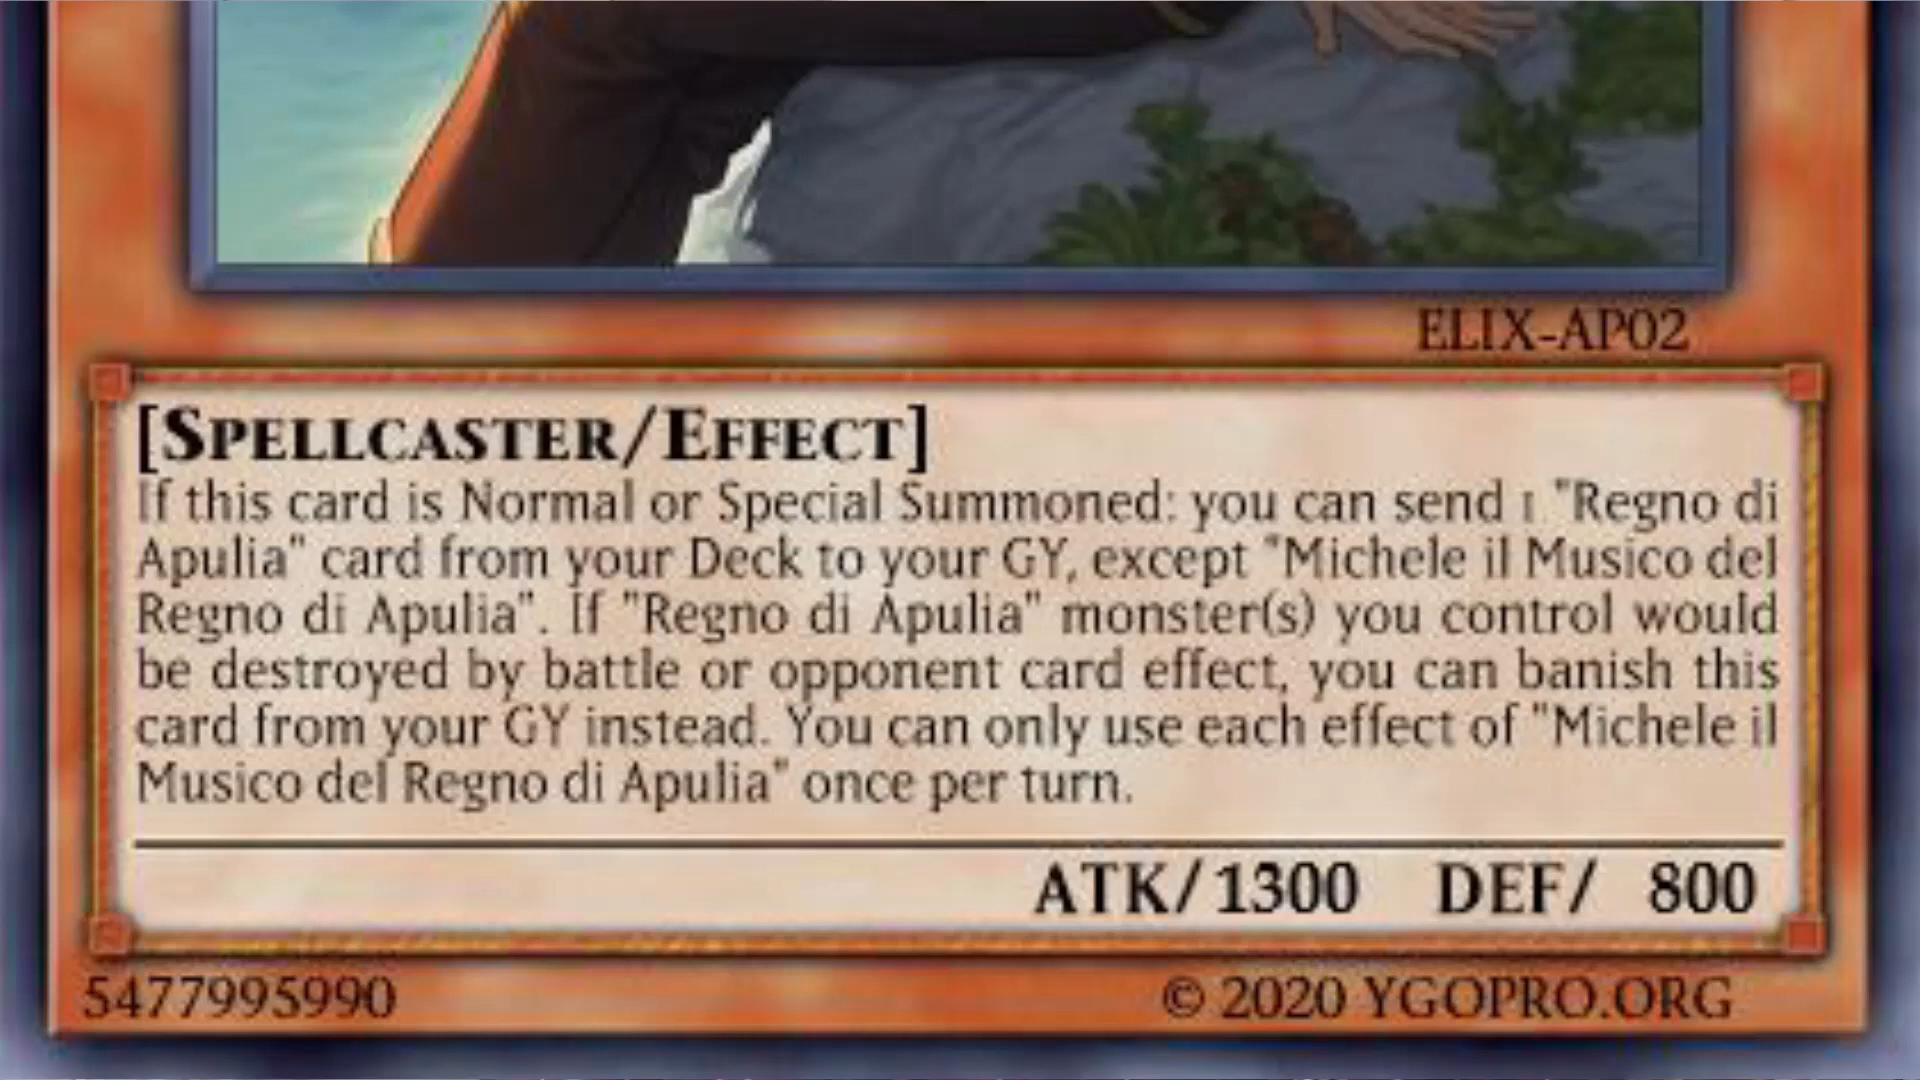 ELIX-AP02
[SPELLCASTER/EFFECT]
If this card is Normal or Special Summoned: you can send 1 "Regno di
Apulia" card from your Deck to your GY, except "Michele il Musico del
Regno di Apulia". If "Regno di Apulia" monster(s) you control would
be destroyed by battle or opponent card effect, you can banish this
card from your GY instead. You can only use each effect of "Michele il
Musico del Regno di Apulia" once per turn.
ATK/1300 DEF/ 800
5477995990 © 2020 YGOPRO.ORG